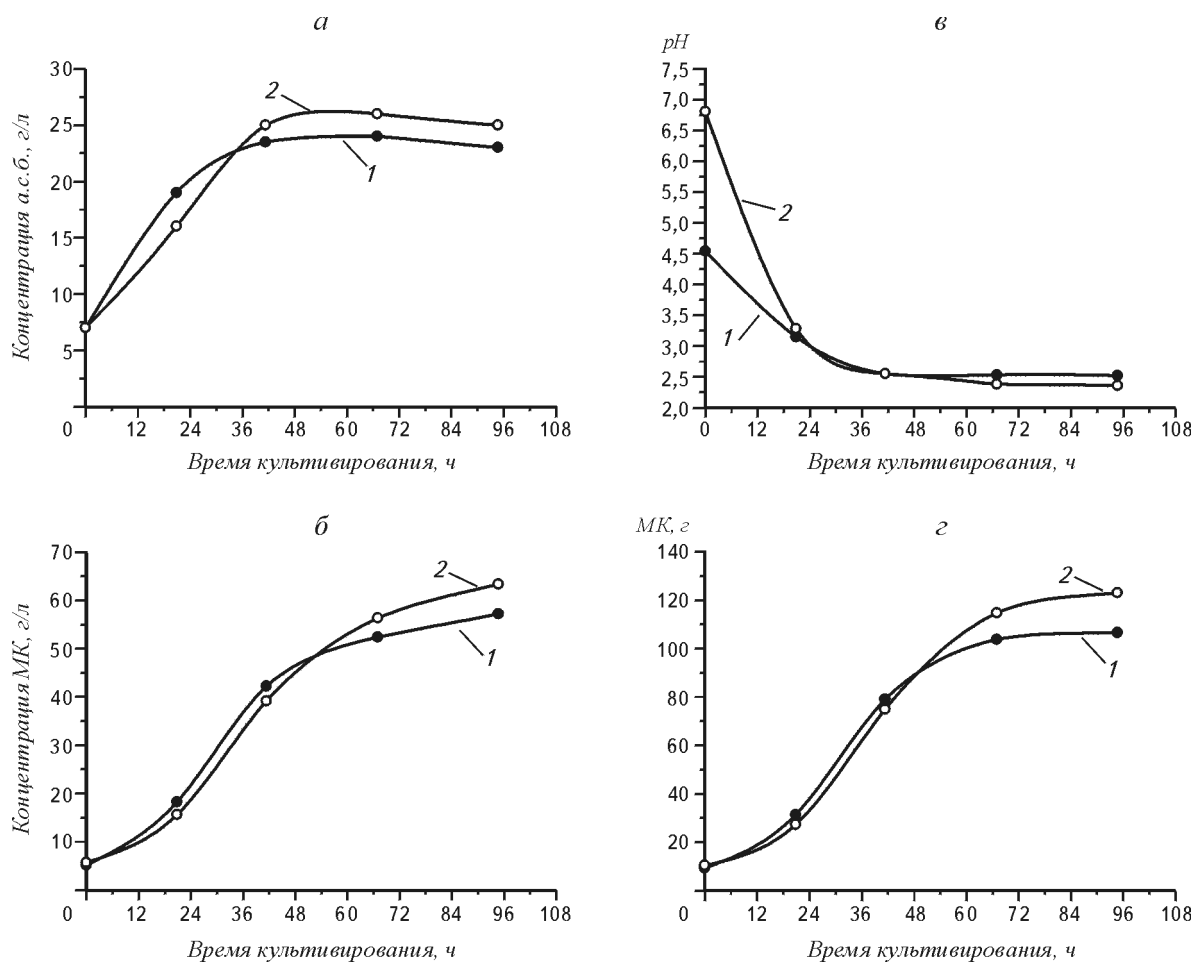 а
Концентрация а.с.б., г/л
30
25
20
15
10
5
0 12 24 36 48 60 72 84 96 108
2
1
Время культивирования, ч
в
pH
7,5
7,0
6,5
6,0
5,5
5,0
4,5
4,0
3,5
3,0
2,5
2,0
0 12 24 36 48 60 72 84 96 108
2
1
Время культивирования, ч
б
Концентрация МК, г/л
70
60
50
40
30
20
10
0 12 24 36 48 60 72 84 96 108
2
1
Время культивирования, ч
г
МК, г
140
120
100
80
60
40
20
0 12 24 36 48 60 72 84 96 108
2
1
Время культивирования, ч